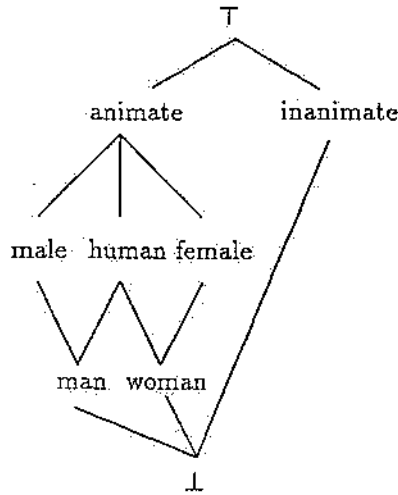 ⊤
animate inanimate
male human female
man woman
⊥